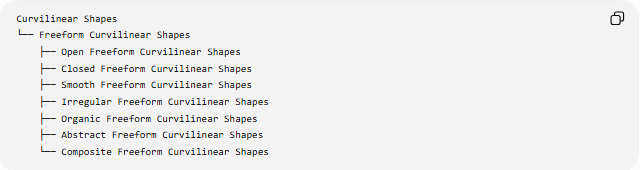 Curvilinear Shapes
└── Freeform Curvilinear Shapes
    ├── Open Freeform Curvilinear Shapes
    ├── Closed Freeform Curvilinear Shapes
    ├── Smooth Freeform Curvilinear Shapes
    ├── Irregular Freeform Curvilinear Shapes
    ├── Organic Freeform Curvilinear Shapes
    ├── Abstract Freeform Curvilinear Shapes
    └── Composite Freeform Curvilinear Shapes